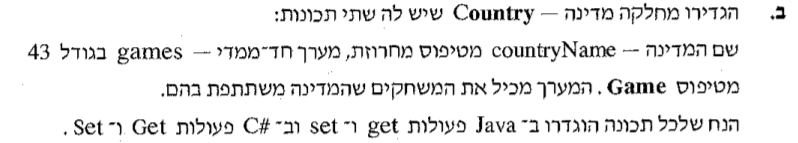 ב. הגדירו מחלקה מדינה – Country שיש לה שתי תכונות:
שם המדינה – countryName מטיפוס מחרוזת, מערך חד־ממדי – games בגודל 43
מטיפוס Game. המערך מכיל את המשחקים שהמדינה משתתפת בהם.
הנח שלכל תכונה הוגדרו ב־ Java פעולות get ו־ set וב־ C# פעולות Get ו־ Set.